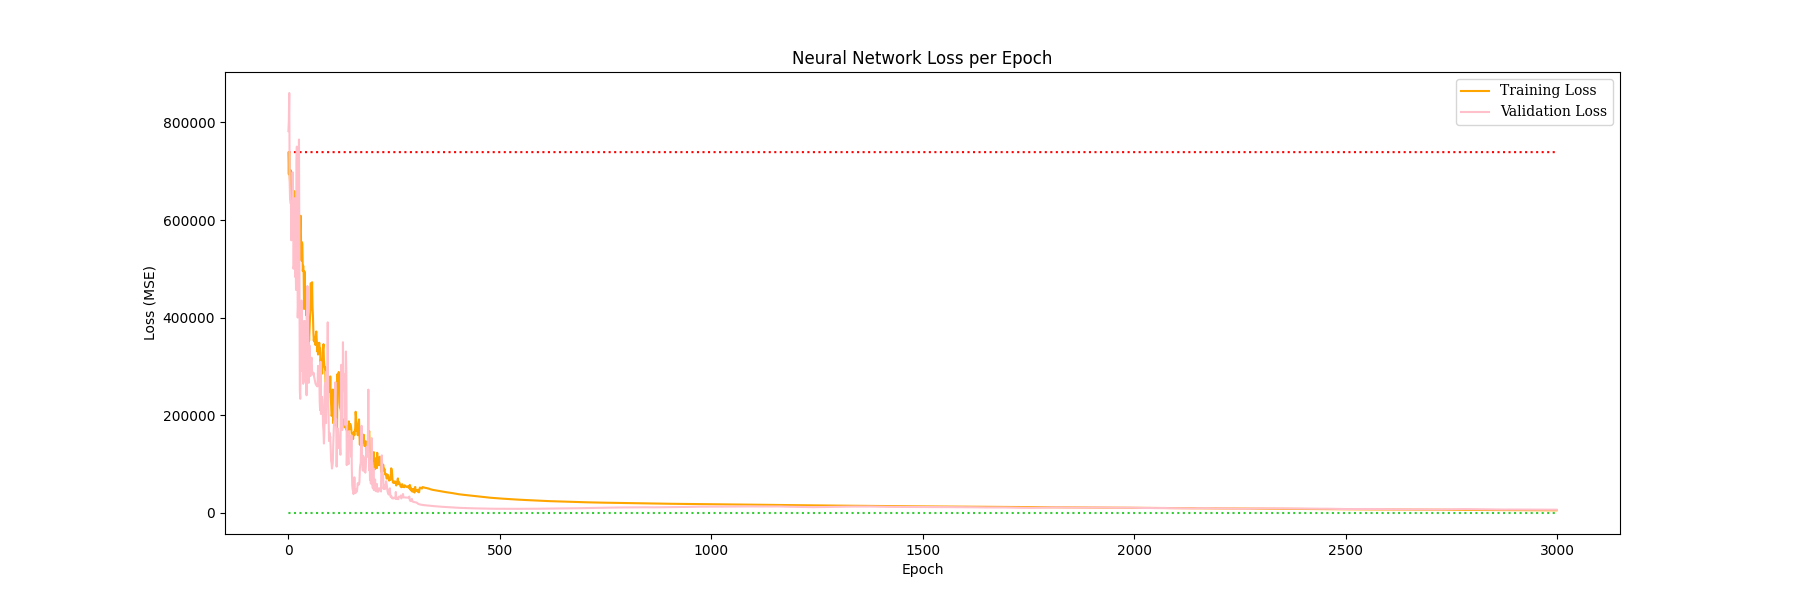 Neural Network Loss per Epoch
Training Loss
Validation Loss
800000
600000
400000
200000
0
Loss (MSE)
0 500 1000 1500 2000 2500 3000
Epoch